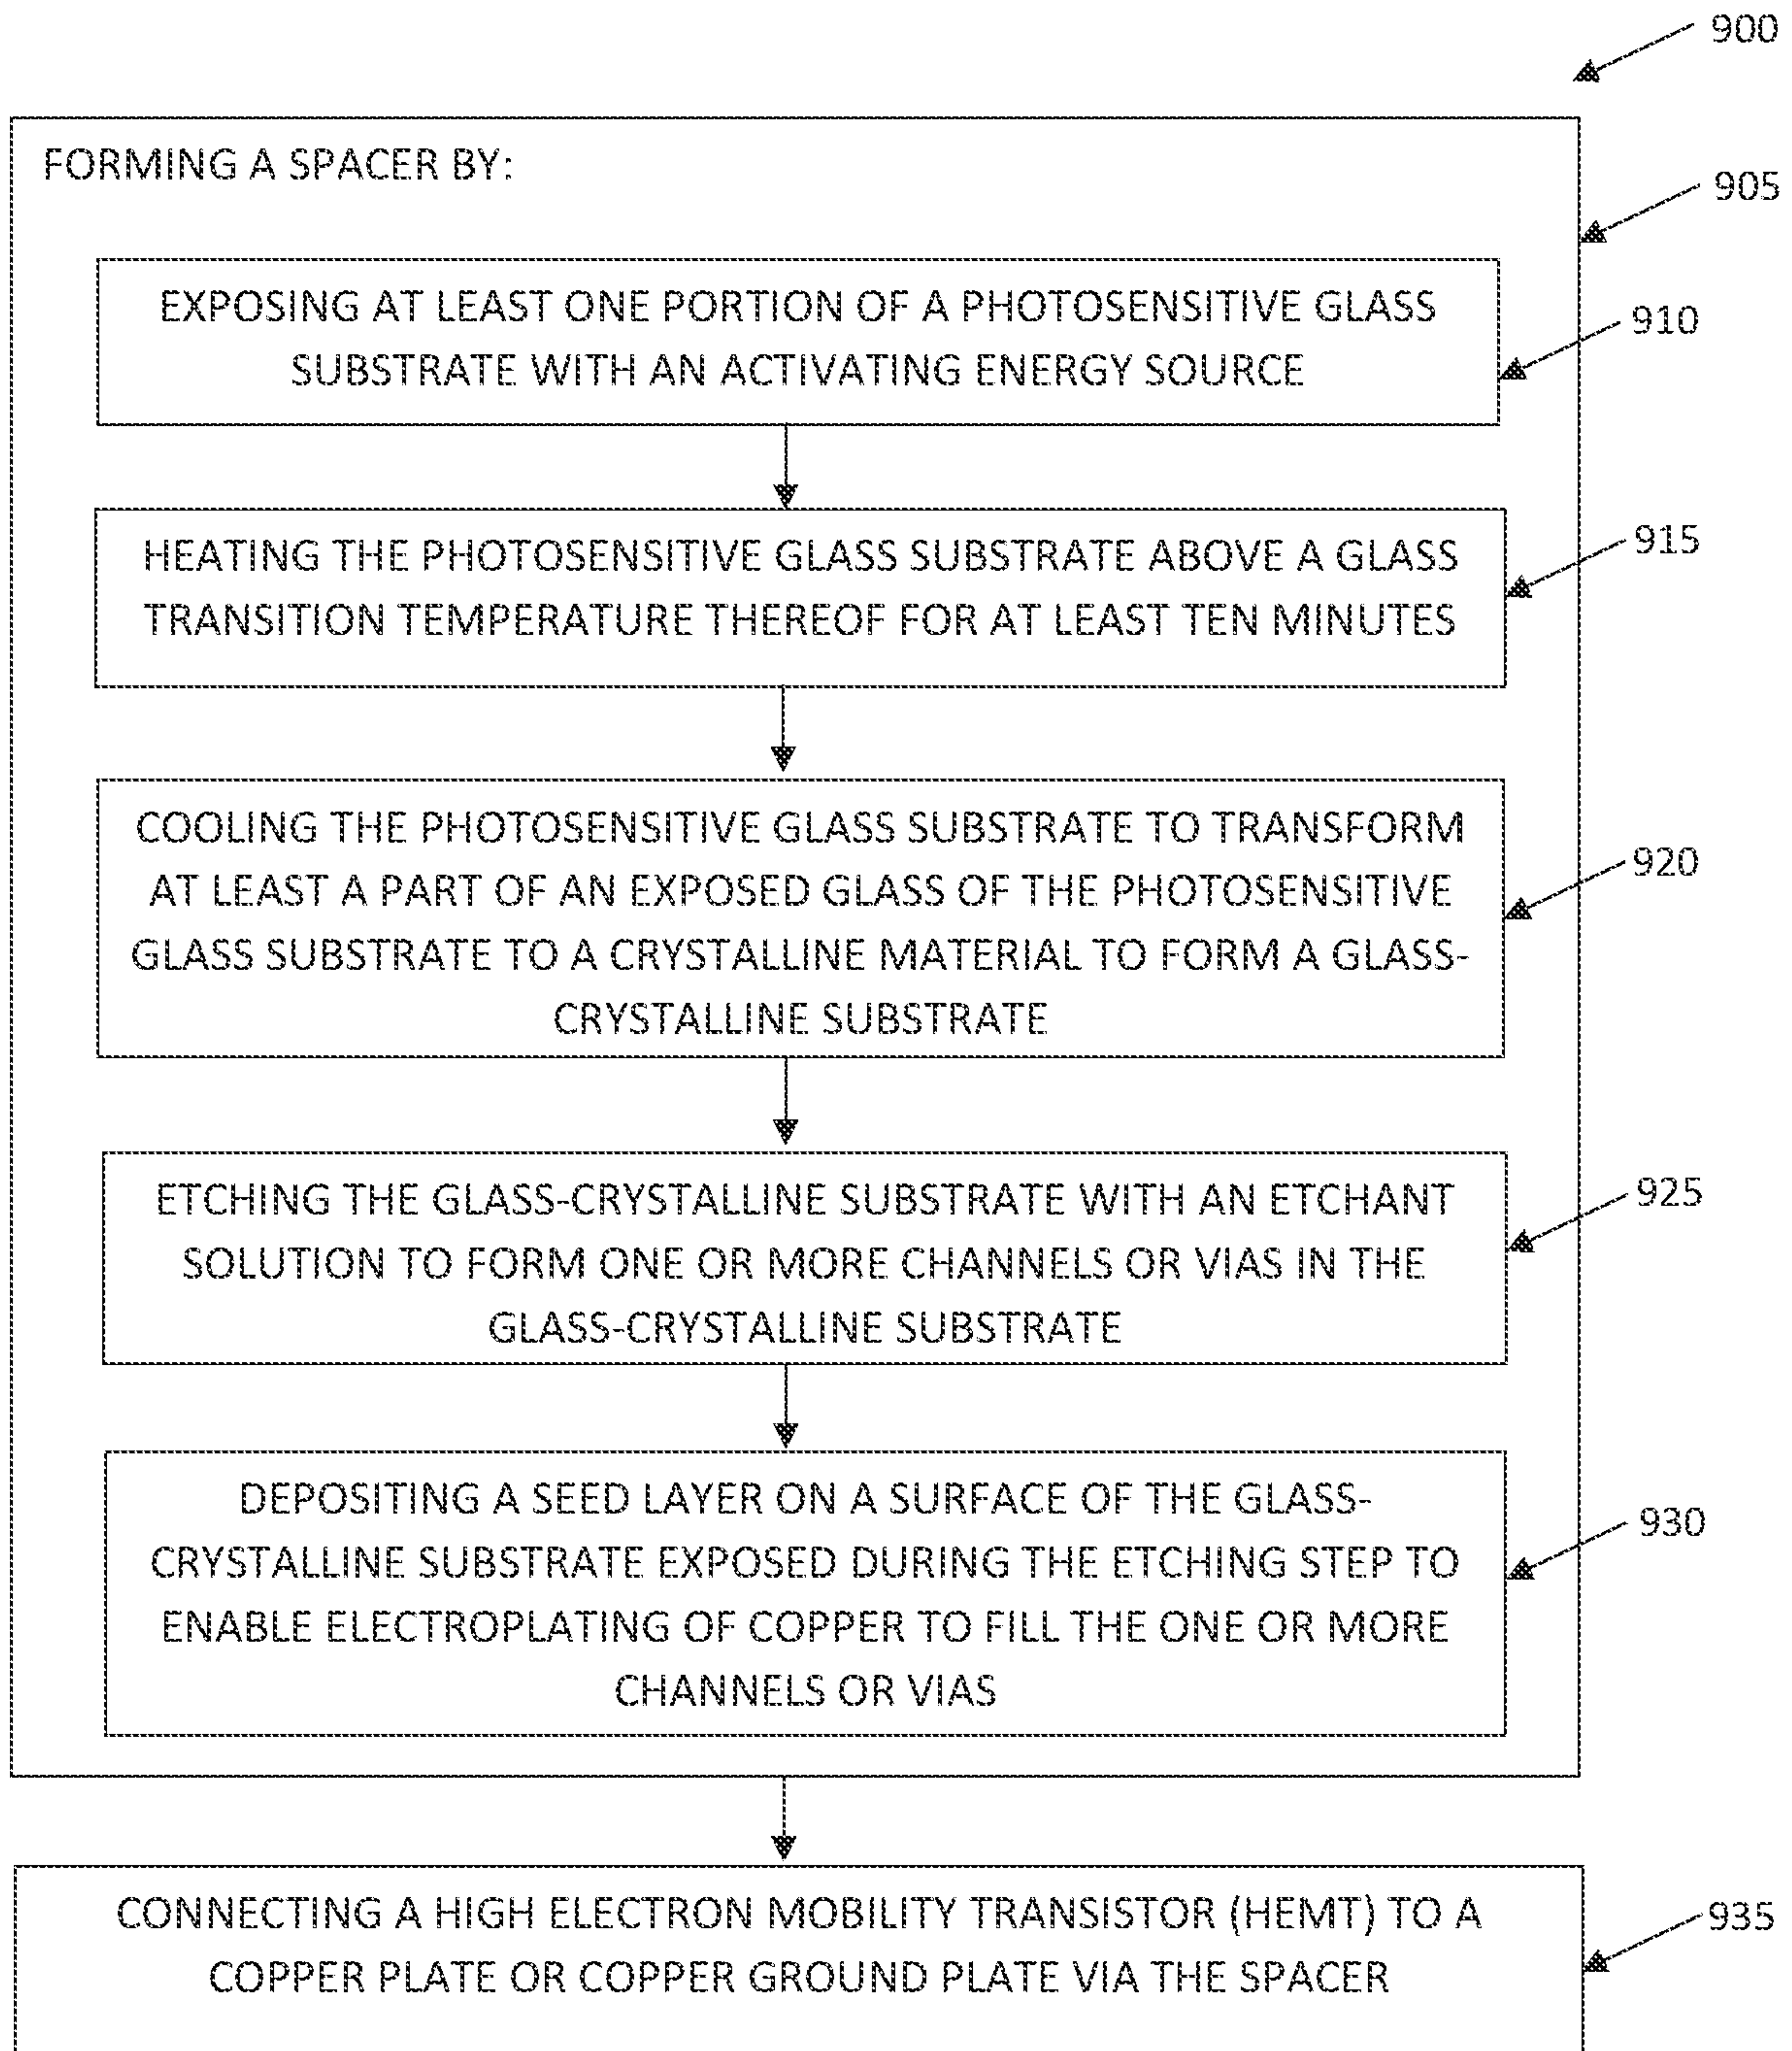 900
FORMING A SPACER BY:
905
EXPOSING AT LEAST ONE PORTION OF A PHOTOSENSITIVE GLASS
SUBSTRATE WITH AN ACTIVATING ENERGY SOURCE
910
HEATING THE PHOTOSENSITIVE GLASS SUBSTRATE ABOVE A GLASS
TRANSITION TEMPERATURE THEREOF FOR AT LEAST TEN MINUTES
915
COOLING THE PHOTOSENSITIVE GLASS SUBSTRATE TO TRANSFORM
AT LEAST A PART OF AN EXPOSED GLASS OF THE PHOTOSENSITIVE
GLASS SUBSTRATE TO A CRYSTALLINE MATERIAL TO FORM A GLASS-
CRYSTALLINE SUBSTRATE
920
ETCHING THE GLASS-CRYSTALLINE SUBSTRATE WITH AN ETCHANT
SOLUTION TO FORM ONE OR MORE CHANNELS OR VIAS IN THE
GLASS-CRYSTALLINE SUBSTRATE
925
DEPOSITING A SEED LAYER ON A SURFACE OF THE GLASS-
CRYSTALLINE SUBSTRATE EXPOSED DURING THE ETCHING STEP TO
ENABLE ELECTROPLATING OF COPPER TO FILL THE ONE OR MORE
CHANNELS OR VIAS
930
CONNECTING A HIGH ELECTRON MOBILITY TRANSISTOR (HEMT) TO A
COPPER PLATE OR COPPER GROUND PLATE VIA THE SPACER
935